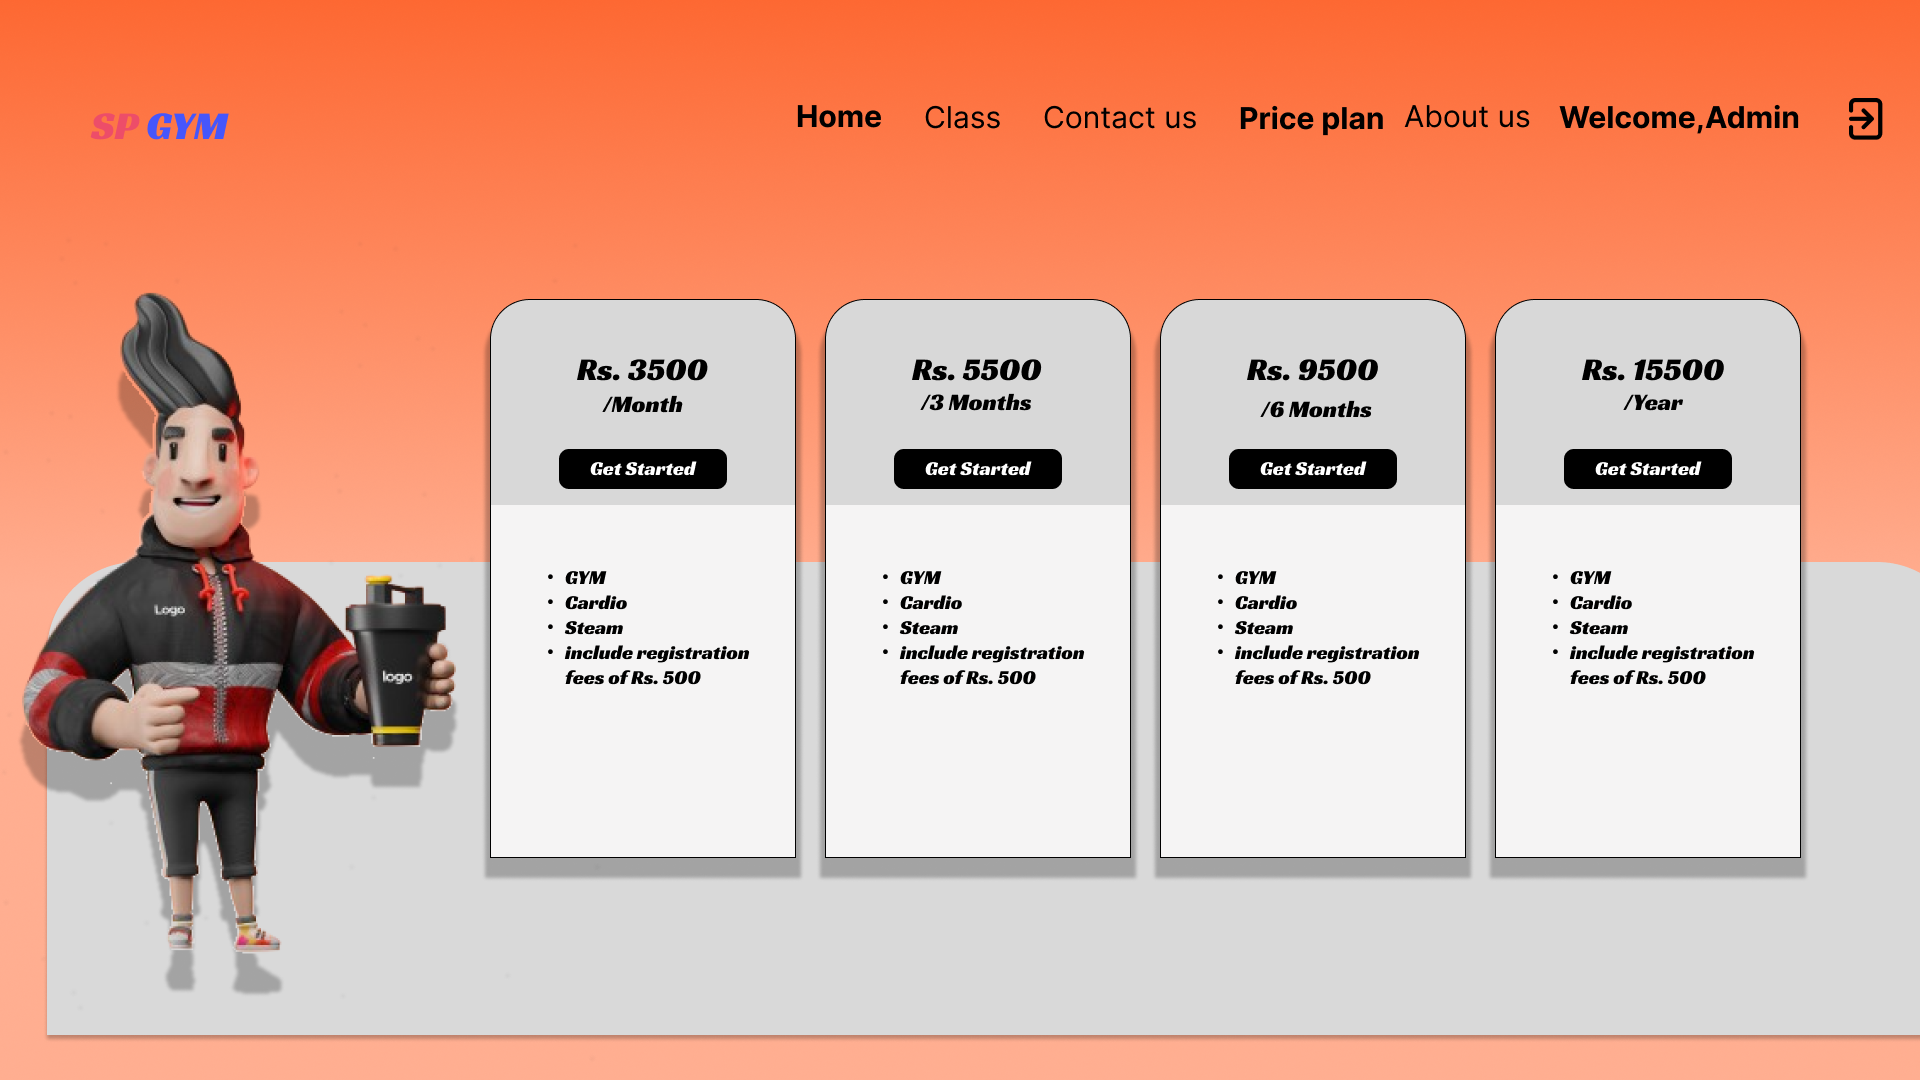 SP GYM
Home Class Contact us Price plan About us Welcome,Admin
Rs. 3500
/Month
Get Started
• GYM
• Cardio
• Steam
• include registration
fees of Rs. 500
Rs. 5500
/3 Months
Get Started
• GYM
• Cardio
• Steam
• include registration
fees of Rs. 500
Rs. 9500
/6 Months
Get Started
• GYM
• Cardio
• Steam
• include registration
fees of Rs. 500
Rs. 15500
/Year
Get Started
• GYM
• Cardio
• Steam
• include registration
fees of Rs. 500
Logo
logo